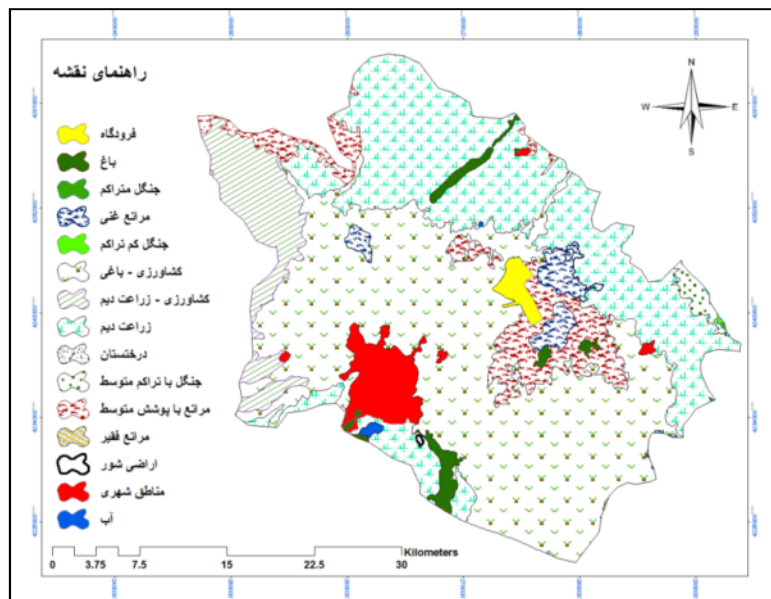 راهنمای نقشه
N
W
E
S
فرودگاه
باغ
جنگل متراکم
مراتع غنی
جنگل کم تراکم
کشاورزی - باغی
کشاورزی - زراعت دیم
زراعت دیم
درختستان
جنگل با تراکم متوسط
مراتع با پوشش متوسط
مراتع فقیر
اراضی شور
مناطق شهری
آب
Kilometers
0 3.75 7.5 15 22.5 30